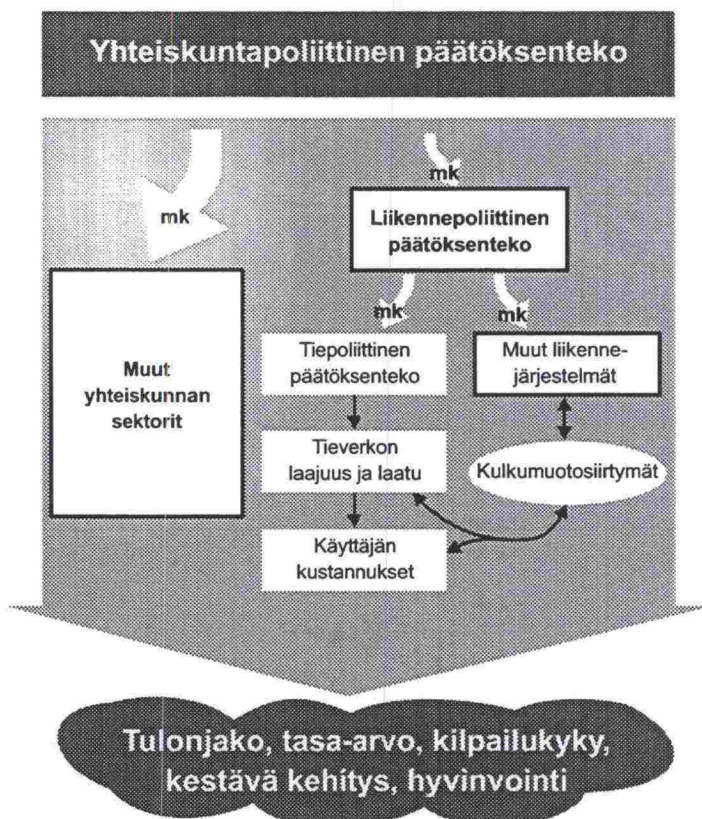 Yhteiskuntapoliittinen päätöksenteko
mk
mk
Liikennepoliittinen
päätöksenteko
mk
mk
Muut
yhteiskunnan
sektorit
Tiepoliittinen
päätöksenteko
Muut liikenne-
järjestelmät
Tieverkon
laajuus ja laatu
Kulkumuotosiirtymät
Käyttäjän
kustannukset
Tulonjako, tasa-arvo, kilpailukyky,
kestävä kehitys, hyvinvointi